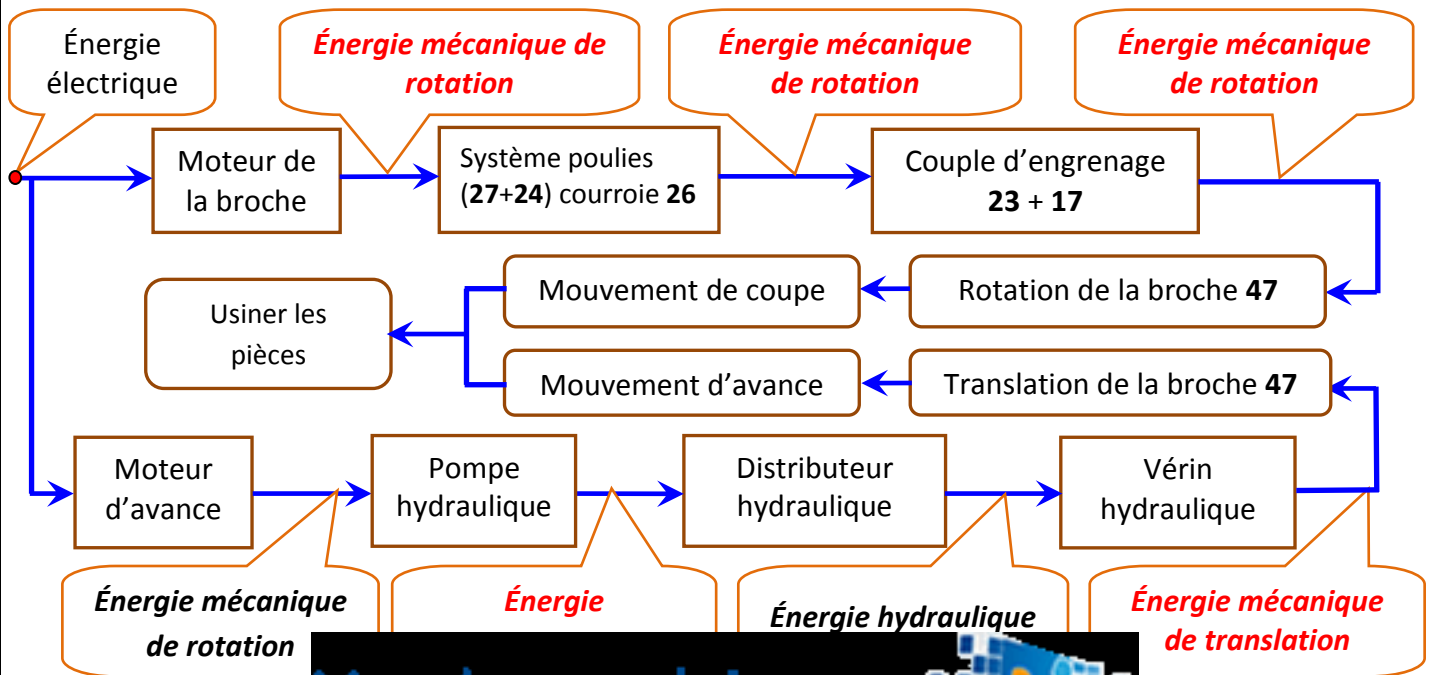 Énergie
électrique
Énergie mécanique de
rotation
Énergie mécanique
de rotation
Énergie mécanique
de rotation
Moteur de
la broche
Système poulies
(27+24) courroie 26
Couple d’engrenage
23 + 17
Usiner les
pièces
Mouvement de coupe
Rotation de la broche 47
Mouvement d’avance
Translation de la broche 47
Moteur
d’avance
Pompe
hydraulique
Distributeur
hydraulique
Vérin
hydraulique
Énergie mécanique
de rotation
Énergie
Énergie hydraulique
Énergie mécanique
de translation